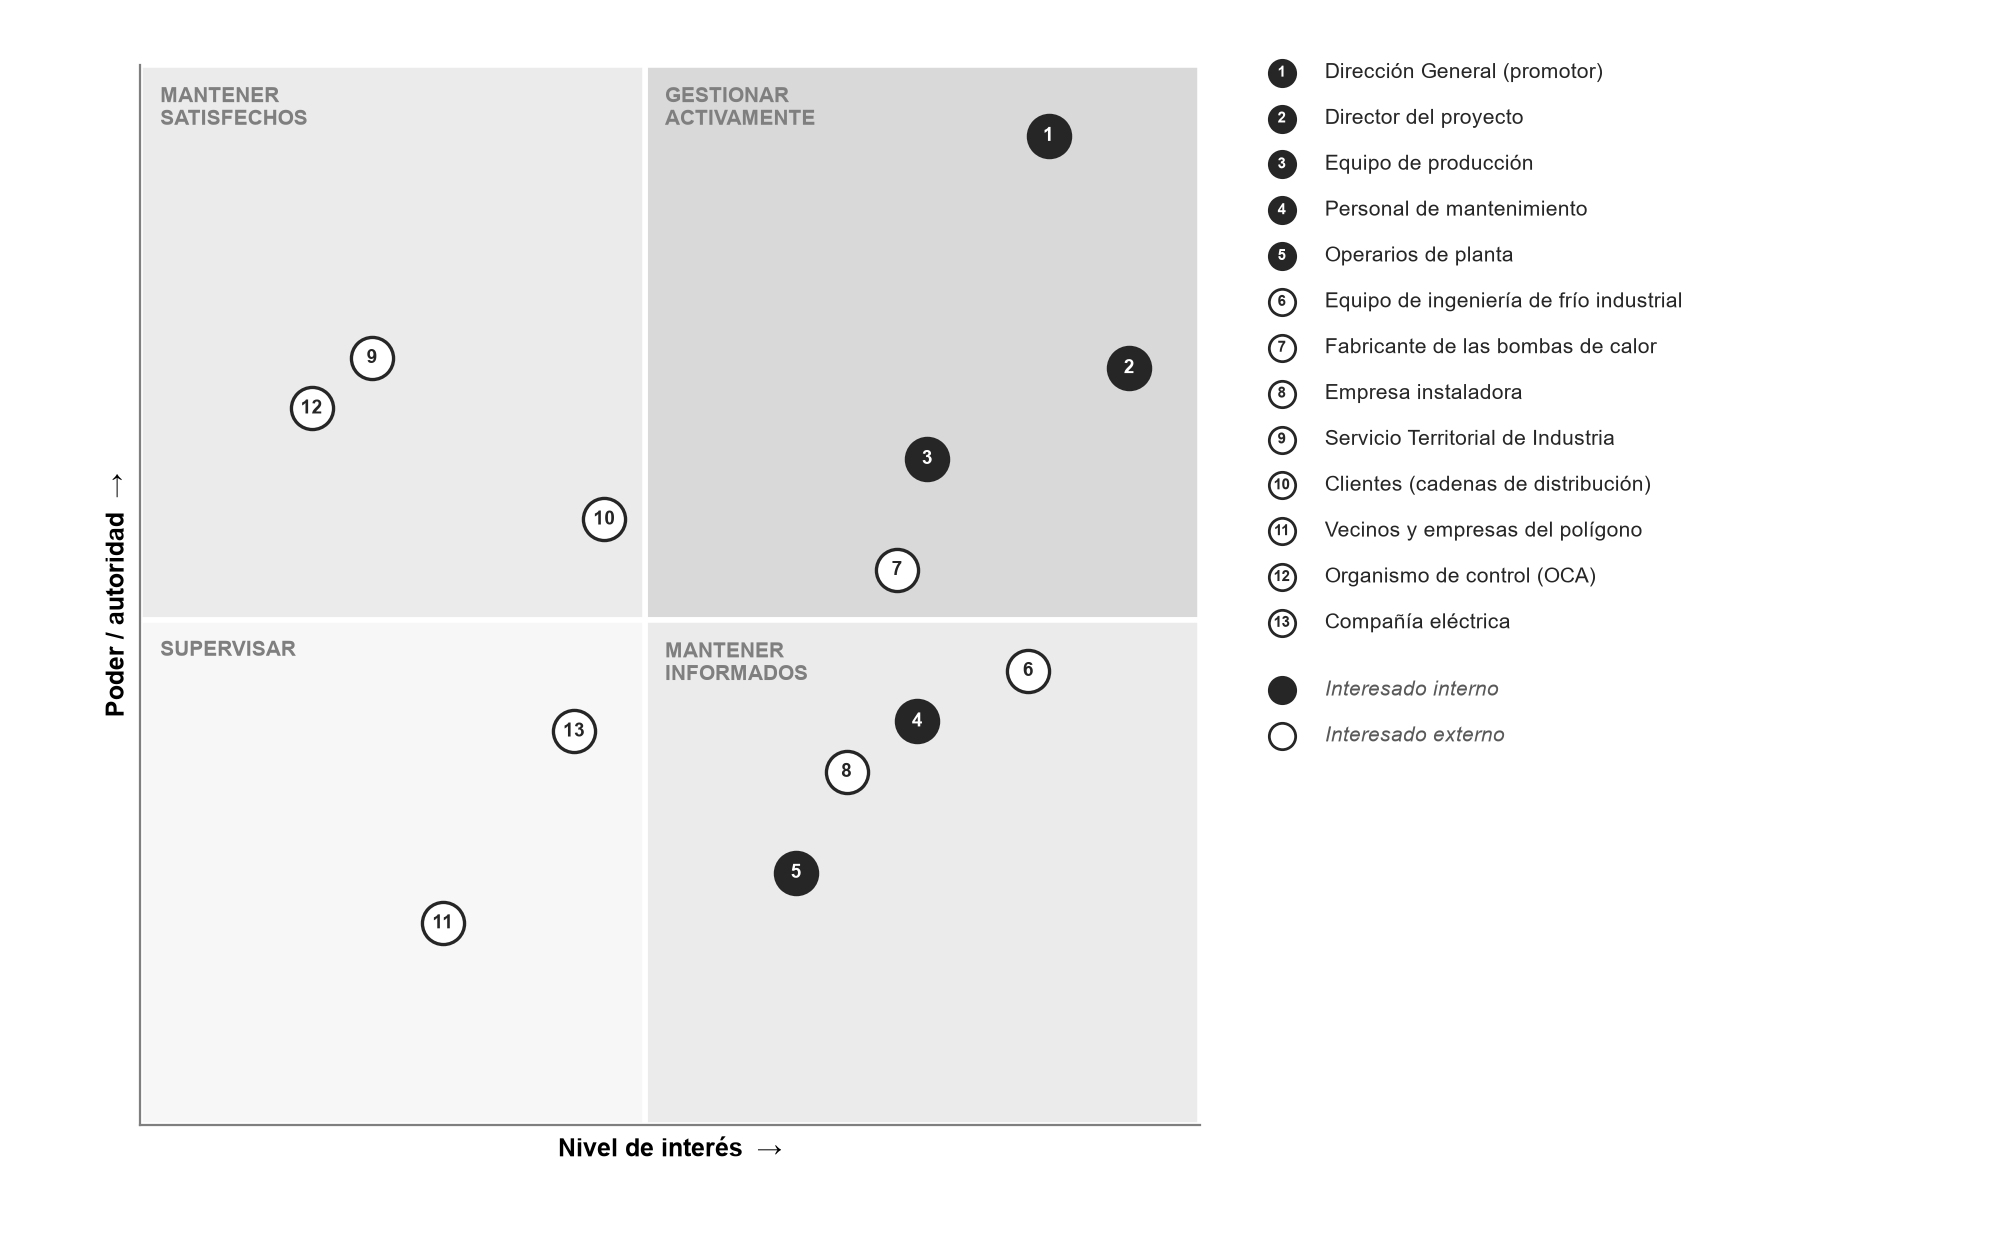 MANTENER
SATISFECHOS
GESTIONAR
ACTIVAMENTE
1
2
9
12
3
10
7
SUPERVISAR
MANTENER
INFORMADOS
6
4
13
8
5
11
Poder / autoridad →
Nivel de interés →
1 Dirección General (promotor)
2 Director del proyecto
3 Equipo de producción
4 Personal de mantenimiento
5 Operarios de planta
6 Equipo de ingeniería de frío industrial
7 Fabricante de las bombas de calor
8 Empresa instaladora
9 Servicio Territorial de Industria
10 Clientes (cadenas de distribución)
11 Vecinos y empresas del polígono
12 Organismo de control (OCA)
13 Compañía eléctrica
Interesado interno
Interesado externo